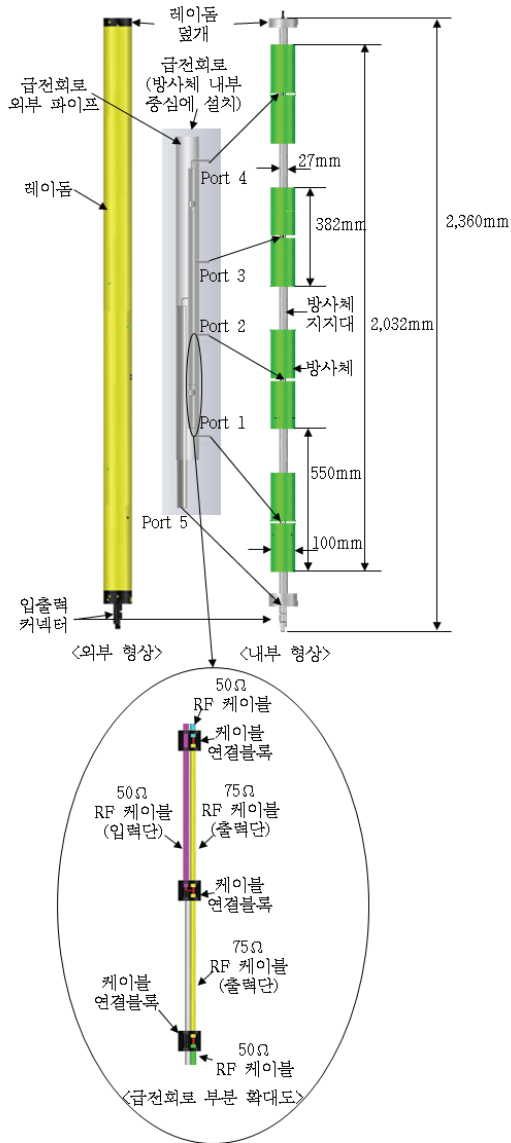 레이돔
덮개
급전회로
(방사체 내부
중심에 설치)
급전회로
외부 파이프
Port 4
27mm
레이돔
382mm
2,360mm
Port 3
방사체
지지대
2,032mm
Port 2
방사체
Port 1
550mm
Port 5
100mm
입출력
커넥터
<외부 형상>
<내부 형상>
50Ω
RF 케이블
케이블
연결블록
50Ω
RF 케이블
(입력단)
75Ω
RF 케이블
(출력단)
케이블
연결블록
75Ω
RF 케이블
(출력단)
케이블
연결블록
50Ω
RF 케이블
<급전회로 부분 확대도>